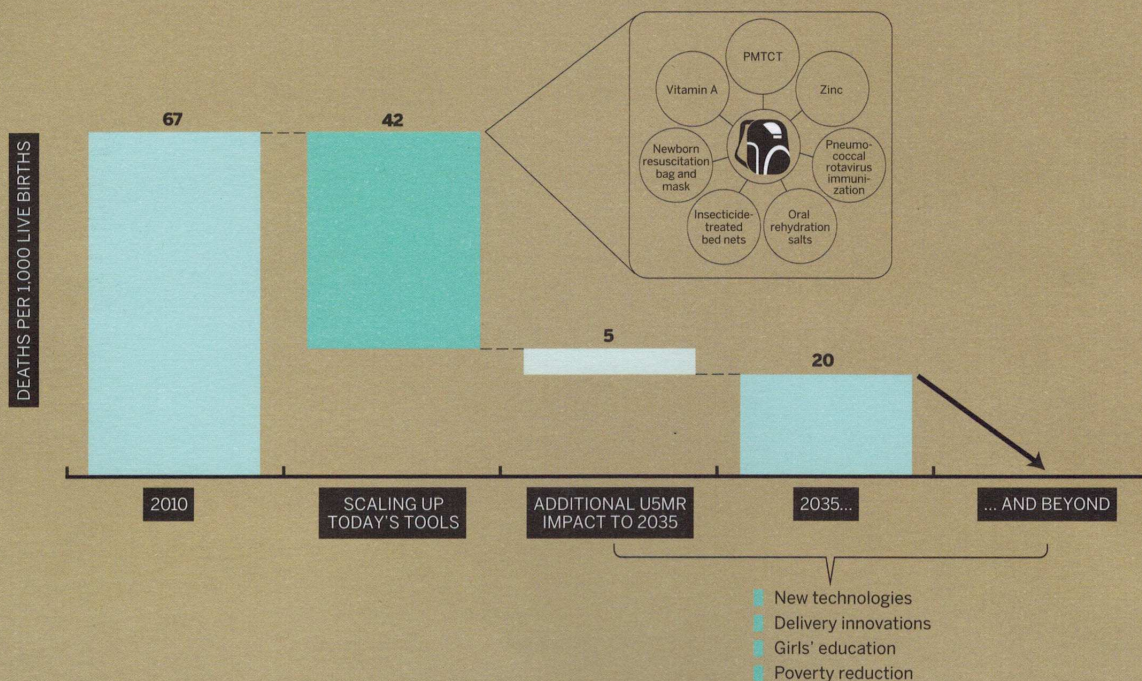 DEATHS PER 1,000 LIVE BIRTHS
67
42
5
20
PMTCT
Vitamin A
Zinc
Newborn
resuscitation
bag and
mask
Pneumo-
coccal
rotavirus
immuni-
zation
Insecticide-
treated
bed nets
Oral
rehydration
salts
2010
SCALING UP
TODAY'S TOOLS
ADDITIONAL U5MR
IMPACT TO 2035
2035...
... AND BEYOND
New technologies
Delivery innovations
Girls' education
Poverty reduction